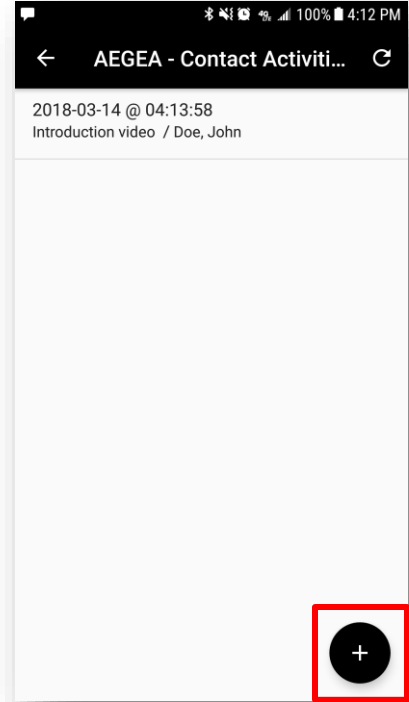 100% 4:12 PM
AEGEA - Contact Activiti...
2018-03-14 @ 04:13:58
Introduction video / Doe, John